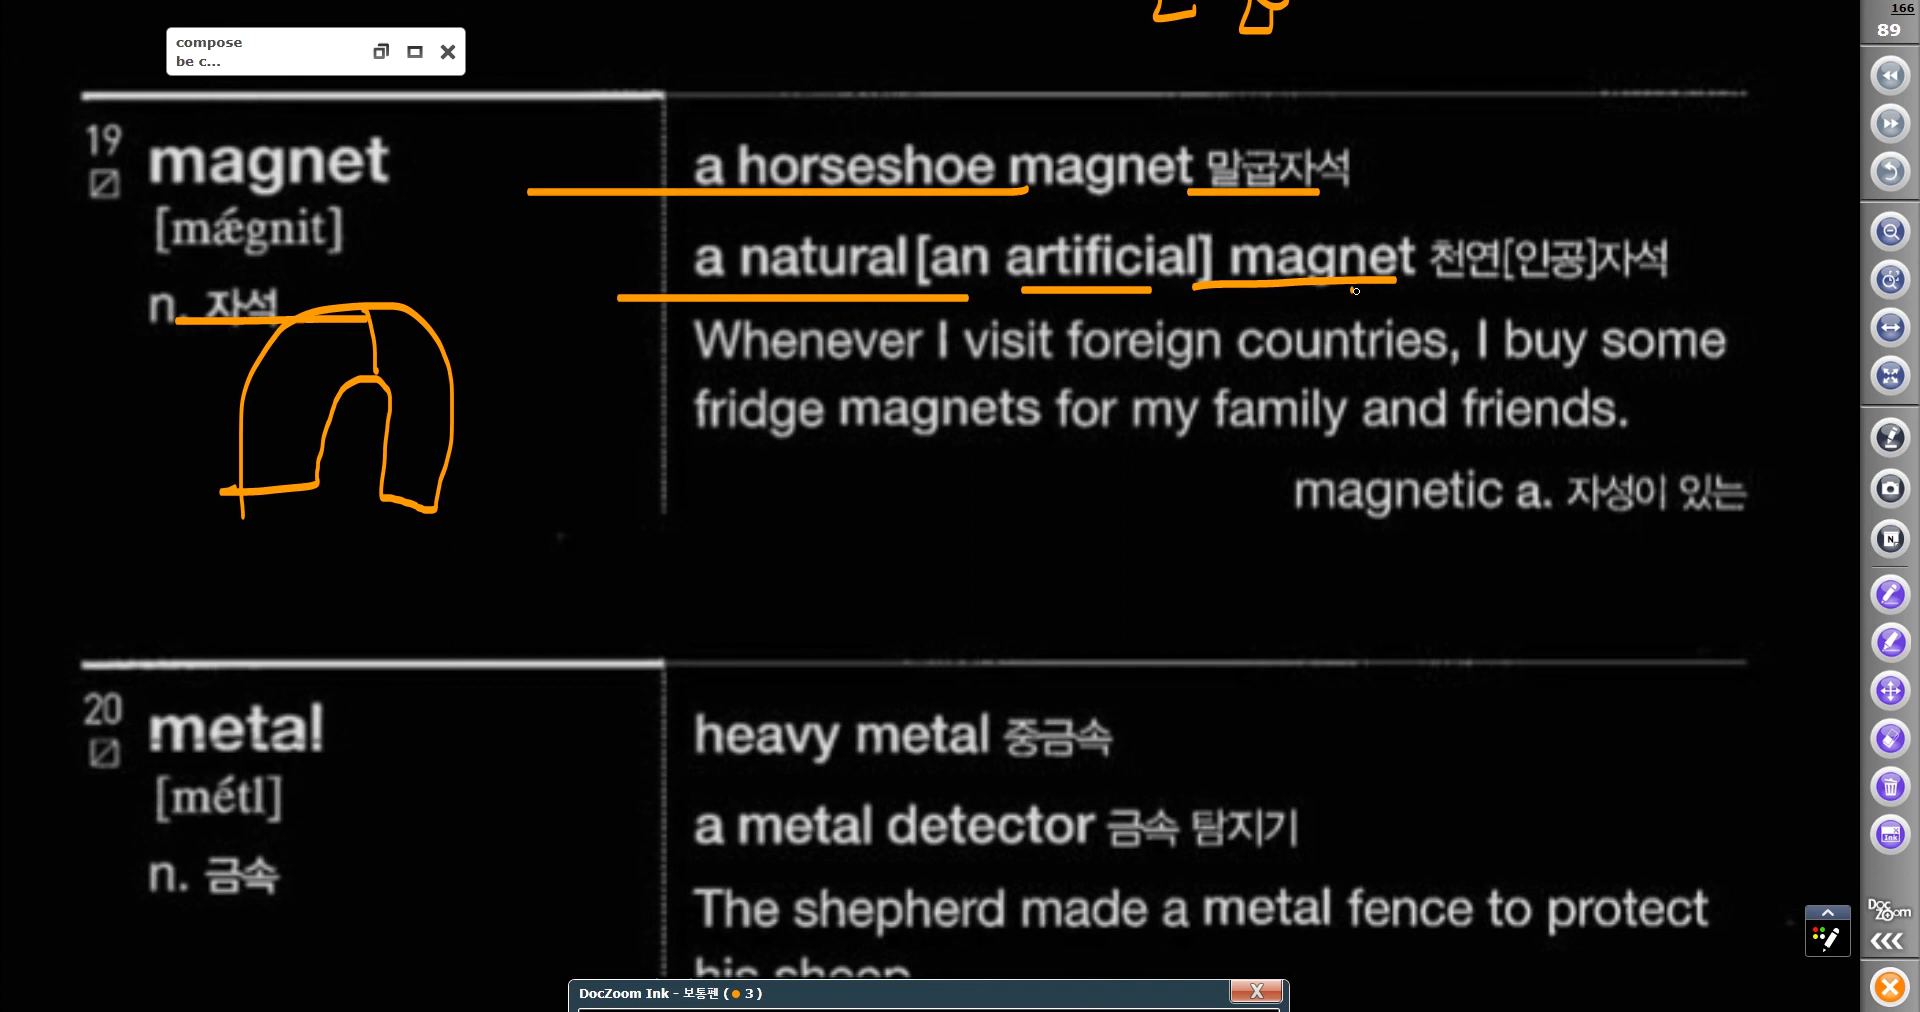 166
89
compose
be c...
19
magnet
[mǽgnit]
n. 자석
a horseshoe magnet 말굽자석
a natural[an artificial] magnet 천연[인공]자석
Whenever I visit foreign countries, I buy some
fridge magnets for my family and friends.
magnetic a. 자성이 있는
20
metal
[métl]
n. 금속
heavy metal 중금속
a metal detector 금속 탐지기
The shepherd made a metal fence to protect
his sheep
DocZoom
DocZoom Ink - 보통펜 ( 3 )